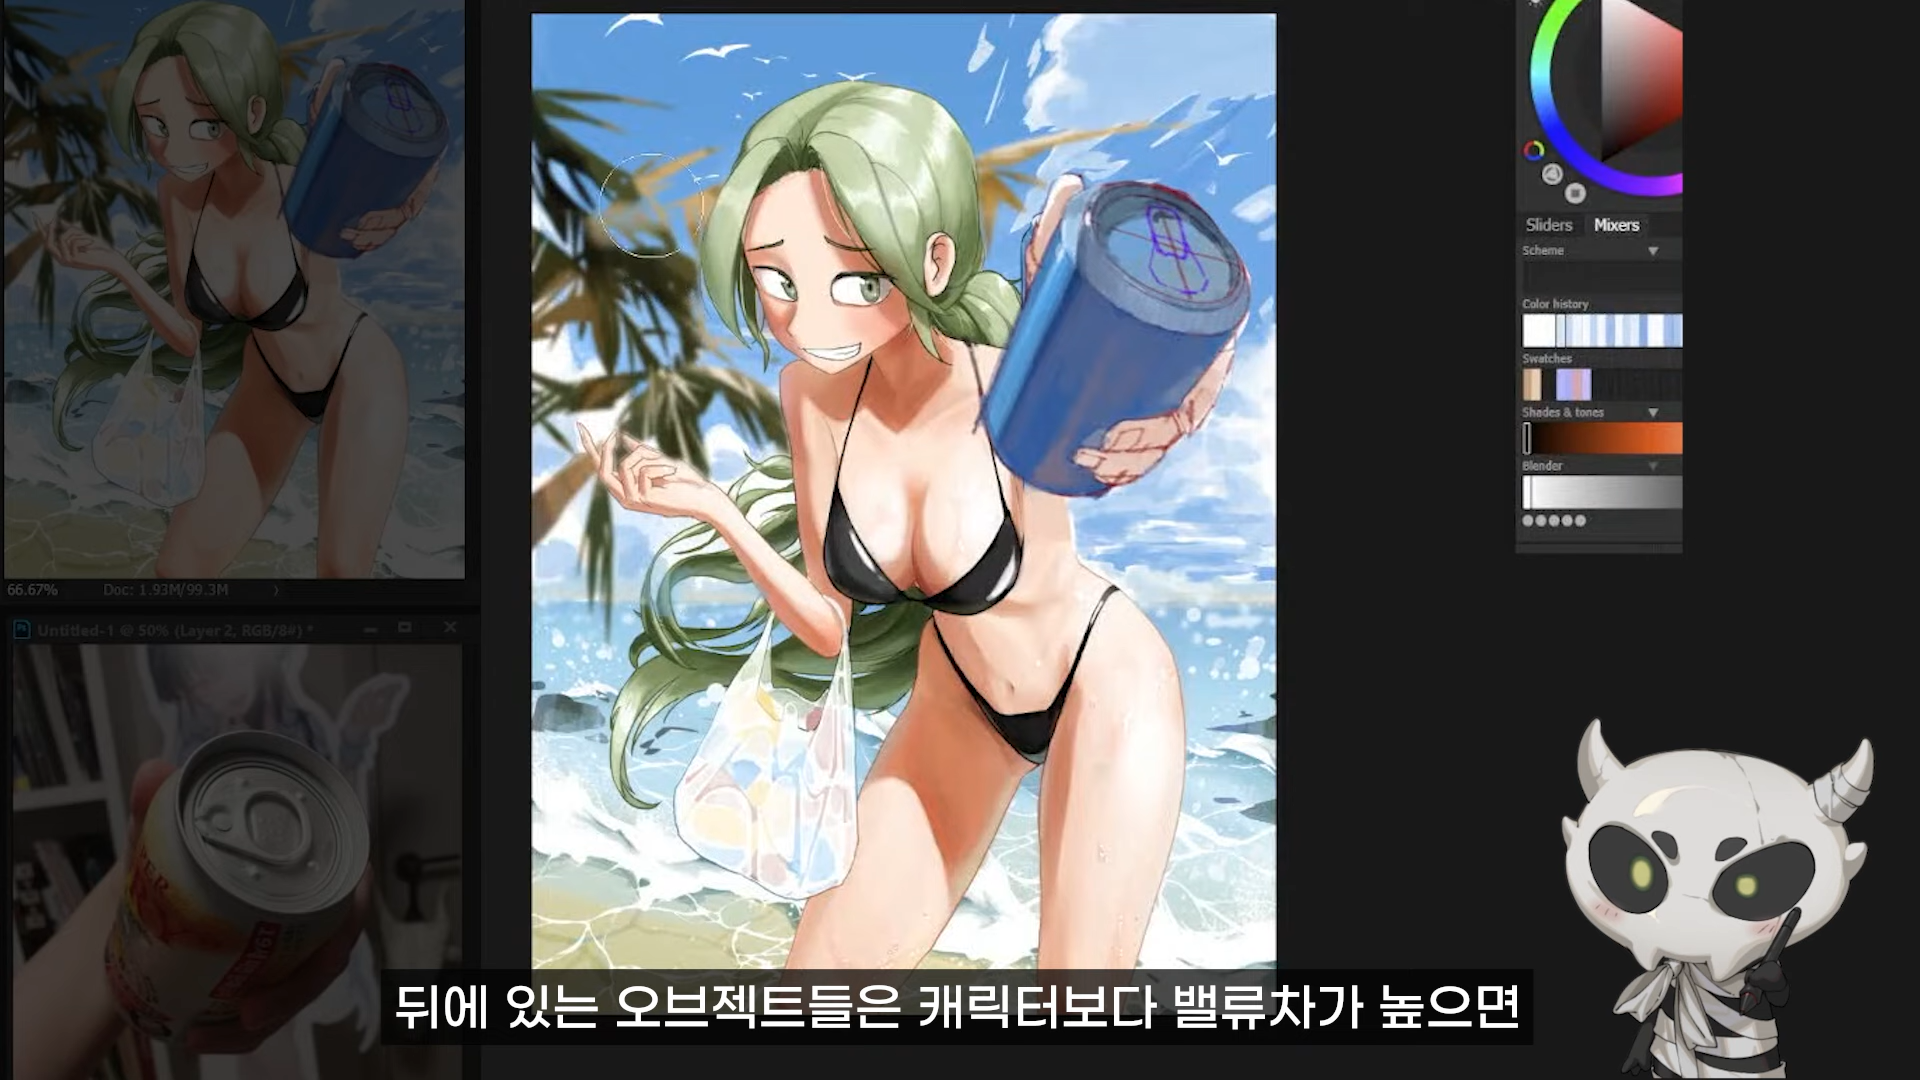 66.67%
Doc: 1.93M/99.3M
Untitled-1 @ 50% (Layer 2, RGB/8#) *
Sliders
Mixers
Scheme
Color history
Swatches
Shades & tones
Blender
뒤에 있는 오브젝트들은 캐릭터보다 밸류차가 높으면